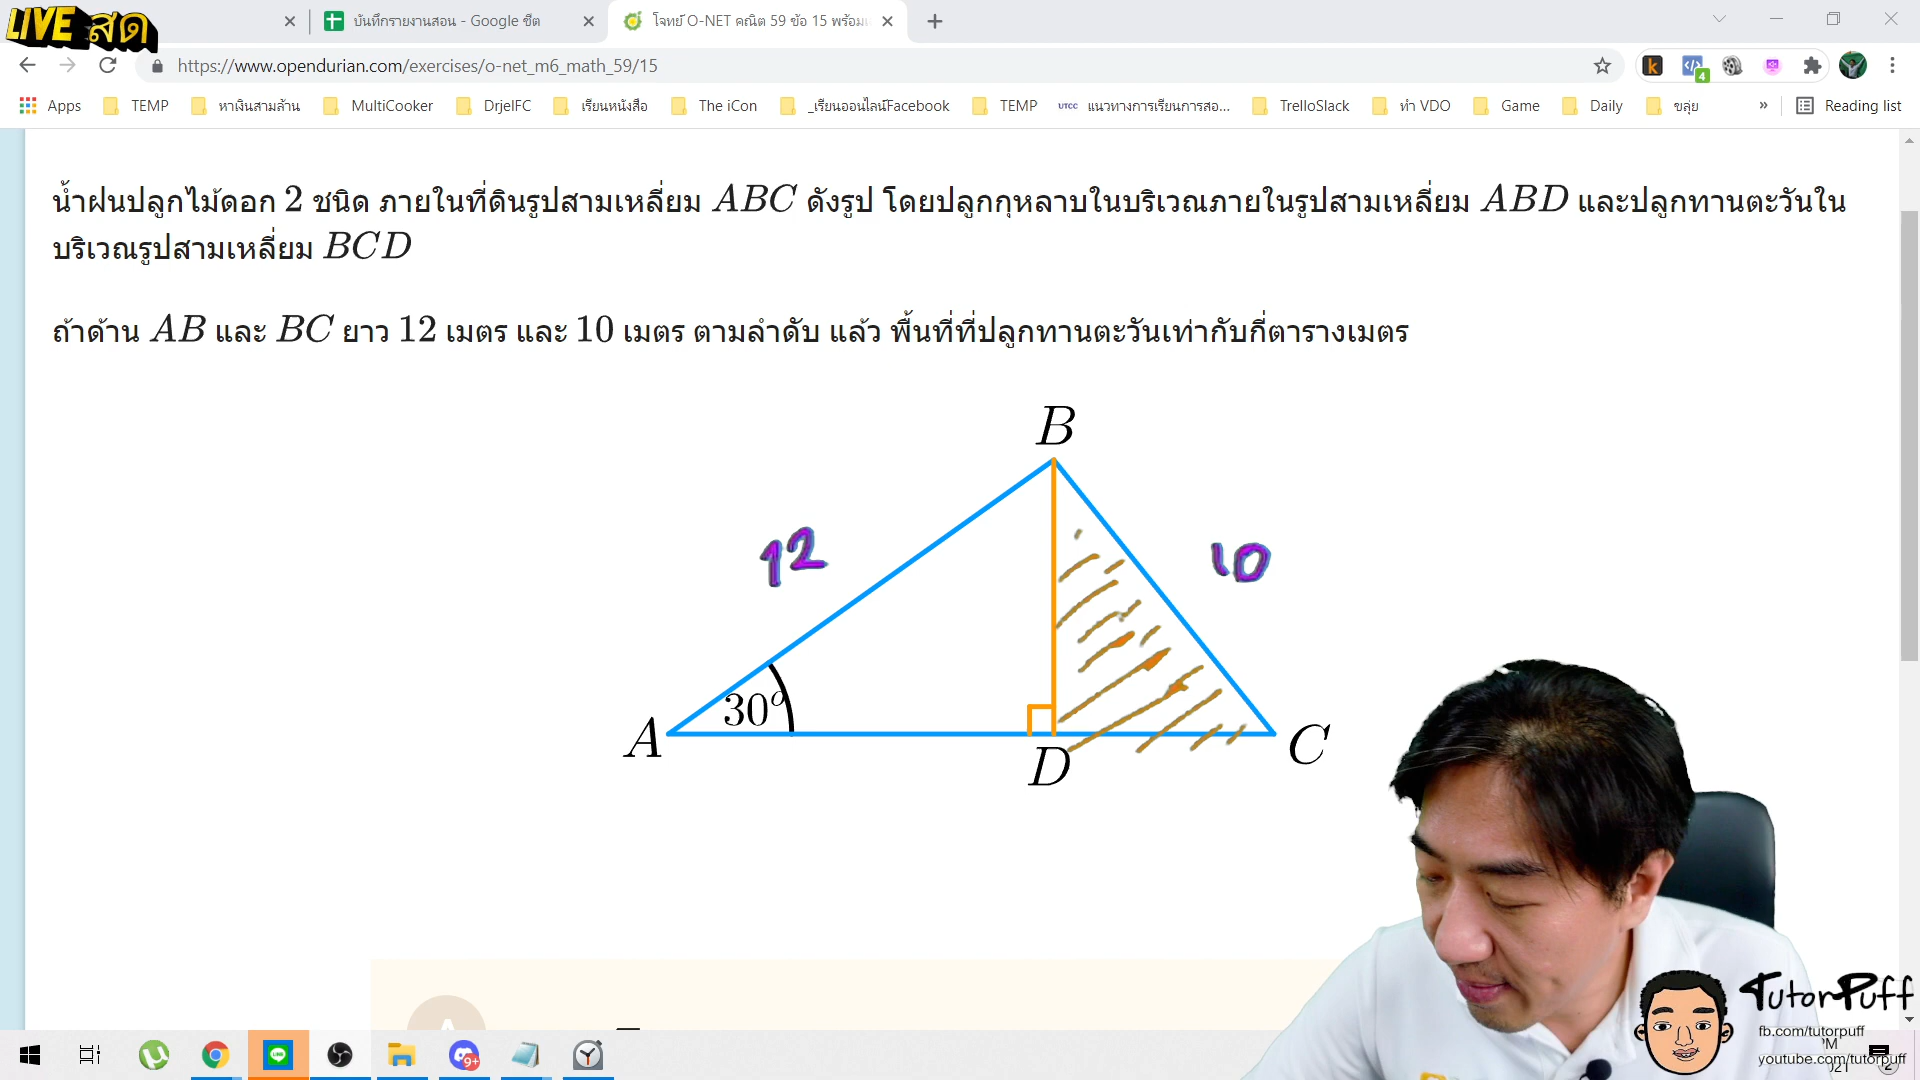 LIVE สด
บันทึกรายงานสอน - Google ชีต
โจทย์ O-NET คณิต 59 ข้อ 15 พร้อมเ
https://www.opendurian.com/exercises/o-net_m6_math_59/15
Apps TEMP หาเงินสามล้าน MultiCooker DrjelFC เรียนหนังสือ The iCon _เรียนออนไลน์Facebook TEMP UTCC แนวทางการเรียนการสอ... TrelloSlack ทำ VDO Game Daily ขลุ่ย » Reading list
น้ำฝนปลูกไม้ดอก 2 ชนิด ภายในที่ดินรูปสามเหลี่ยม ABC ดังรูป โดยปลูกกุหลาบในบริเวณภายในรูปสามเหลี่ยม ABD และปลูกทานตะวันใน
บริเวณรูปสามเหลี่ยม BCD
ถ้าด้าน AB และ BC ยาว 12 เมตร และ 10 เมตร ตามลำดับ แล้ว พื้นที่ที่ปลูกทานตะวันเท่ากับกี่ตารางเมตร
B
12
10
30°
A
C
D
TutorPuff
fb.com/tutorpuff
PM
youtube.com/tutorpuff
9+
4